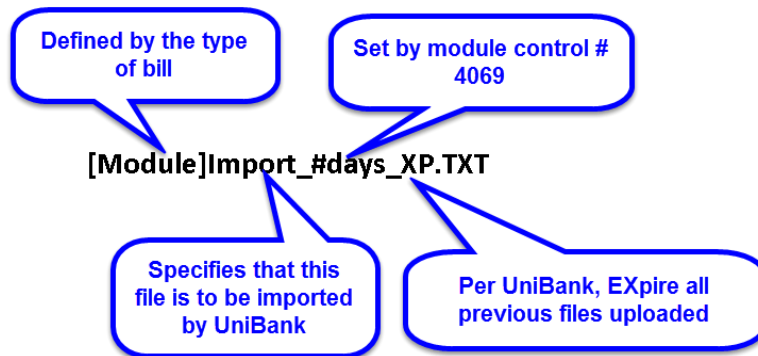 Defined by the type
of bill
Set by module control #
4069
[Module]Import_#days_XP.TXT
Specifies that this
file is to be imported
by UniBank
Per UniBank, EXpire all
previous files uploaded